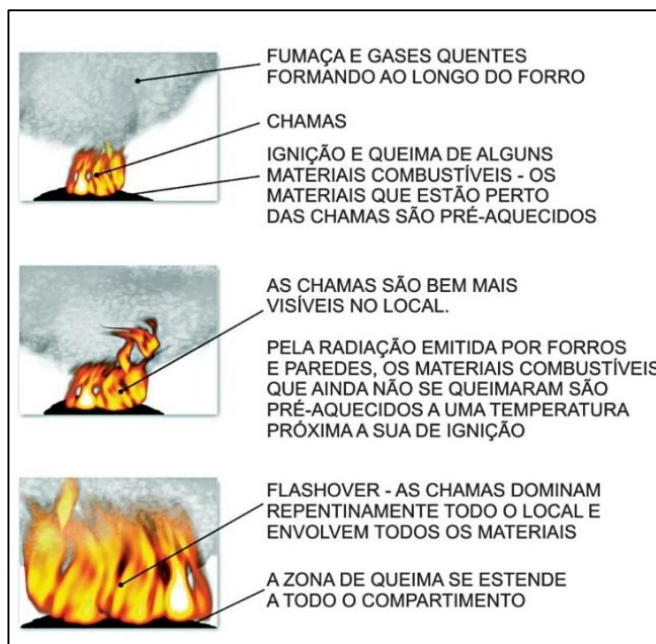 FUMAÇA E GASES QUENTES
FORMANDO AO LONGO DO FORRO
CHAMAS
IGNIÇÃO E QUEIMA DE ALGUNS
MATERIAIS COMBUSTÍVEIS - OS
MATERIAIS QUE ESTÃO PERTO
DAS CHAMAS SÃO PRÉ-AQUECIDOS
AS CHAMAS SÃO BEM MAIS
VISÍVEIS NO LOCAL.
PELA RADIAÇÃO EMITIDA POR FORROS
E PAREDES, OS MATERIAIS COMBUSTÍVEIS
QUE AINDA NÃO SE QUEIMARAM SÃO
PRÉ-AQUECIDOS A UMA TEMPERATURA
PRÓXIMA A SUA DE IGNIÇÃO
FLASHOVER - AS CHAMAS DOMINAM
REPENTINAMENTE TODO O LOCAL E
ENVOLVEM TODOS OS MATERIAIS
A ZONA DE QUEIMA SE ESTENDE
A TODO O COMPARTIMENTO